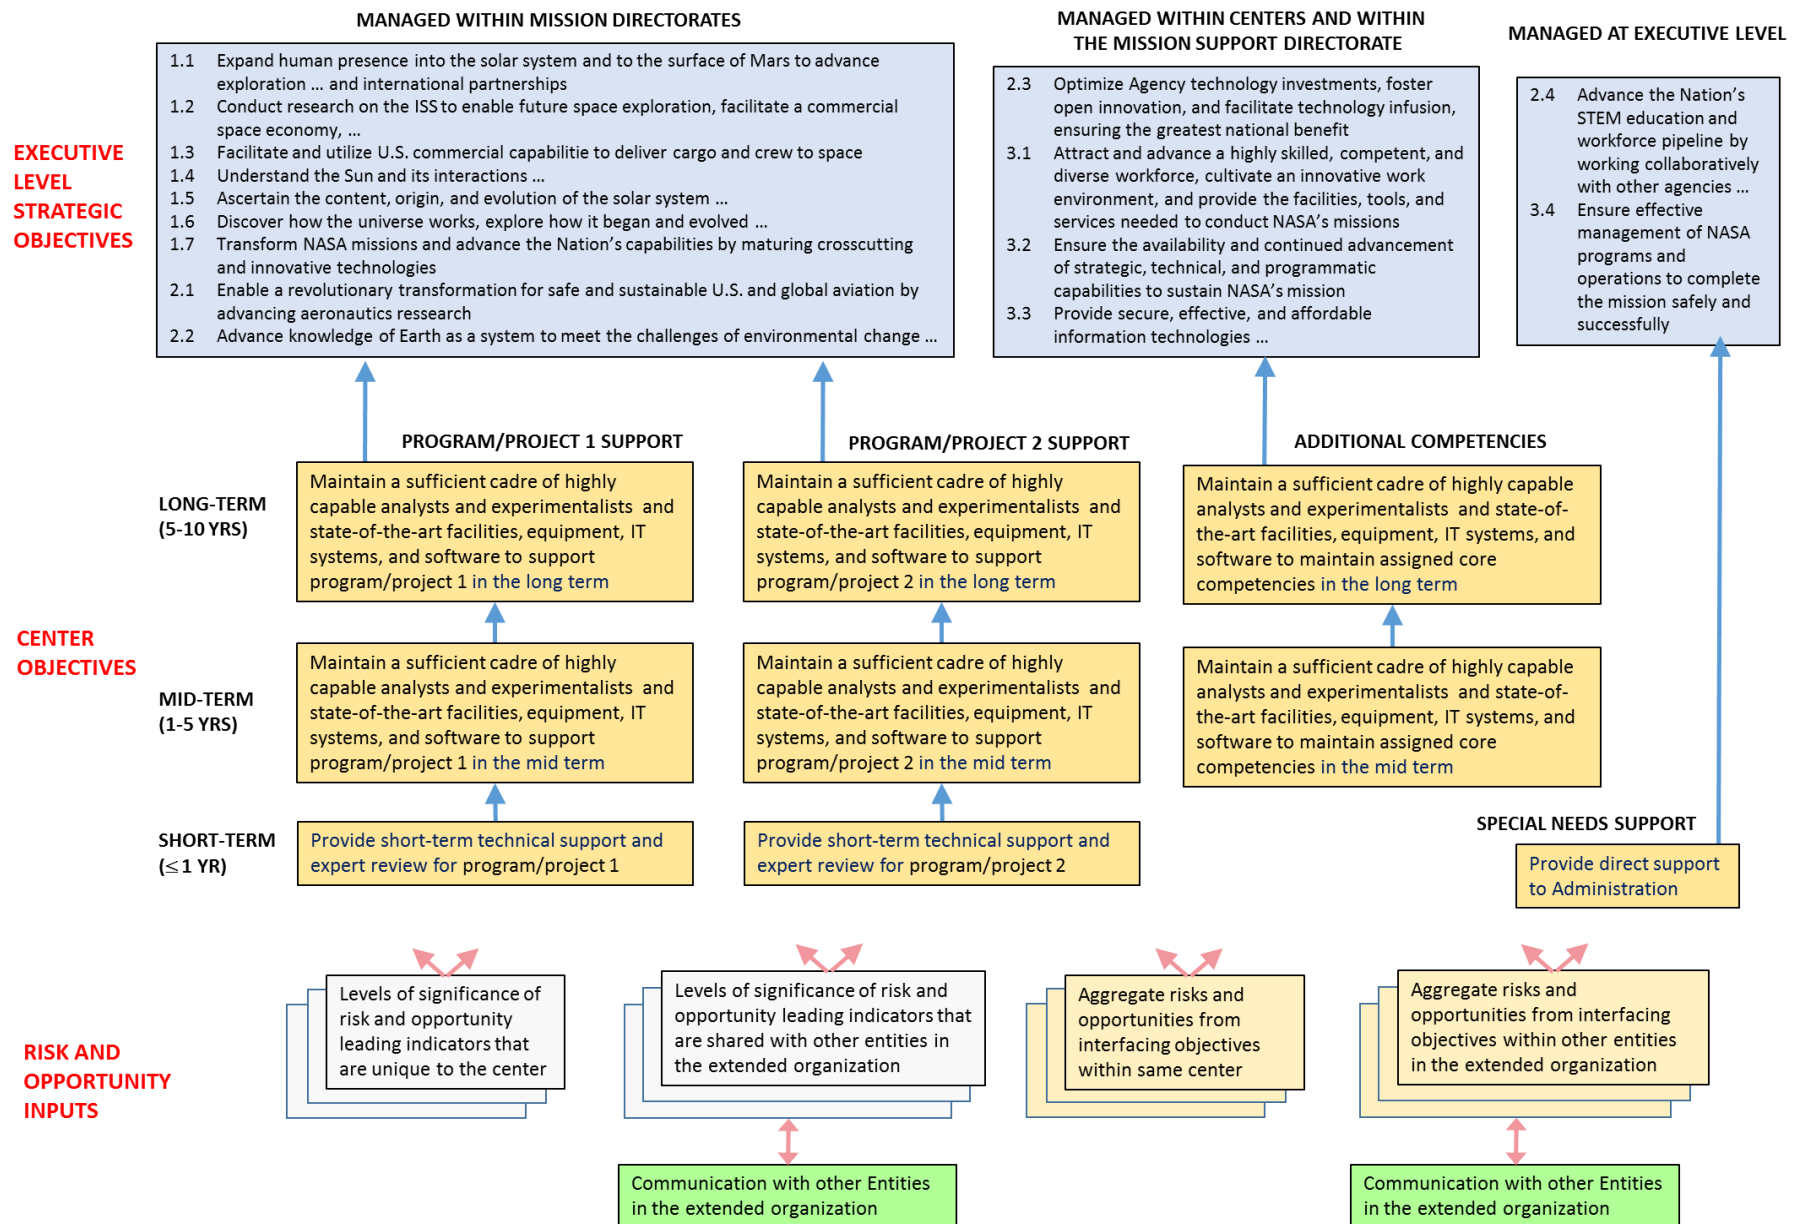 MANAGED WITHIN MISSION DIRECTORATES
MANAGED WITHIN CENTERS AND WITHIN
THE MISSION SUPPORT DIRECTORATE
MANAGED AT EXECUTIVE LEVEL
EXECUTIVE
LEVEL
STRATEGIC
OBJECTIVES
1.1 Expand human presence into the solar system and to the surface of Mars to advance
exploration … and international partnerships
1.2 Conduct research on the ISS to enable future space exploration, facilitate a commercial
space economy, …
1.3 Facilitate and utilize U.S. commercial capabilitie to deliver cargo and crew to space
1.4 Understand the Sun and its interactions …
1.5 Ascertain the content, origin, and evolution of the solar system …
1.6 Discover how the universe works, explore how it began and evolved …
1.7 Transform NASA missions and advance the Nation's capabilities by maturing crosscutting
and innovative technologies
2.1 Enable a revolutionary transformation for safe and sustainable U.S. and global aviation by
advancing aeronautics ressearch
2.2 Advance knowledge of Earth as a system to meet the challenges of environmental change …
2.3 Optimize Agency technology investments, foster
open innovation, and facilitate technology infusion,
ensuring the greatest national benefit
3.1 Attract and advance a highly skilled, competent, and
diverse workforce, cultivate an innovative work
environment, and provide the facilities, tools, and
services needed to conduct NASA's missions
3.2 Ensure the availability and continued advancement
of strategic, technical, and programmatic
capabilities to sustain NASA's mission
3.3 Provide secure, effective, and affordable
information technologies …
2.4 Advance the Nation's
STEM education and
workforce pipeline by
working collaboratively
with other agencies …
3.4 Ensure effective
management of NASA
programs and
operations to complete
the mission safely and
successfully
CENTER
OBJECTIVES
PROGRAM/PROJECT 1 SUPPORT
PROGRAM/PROJECT 2 SUPPORT
ADDITIONAL COMPETENCIES
LONG-TERM
(5-10 YRS)
Maintain a sufficient cadre of highly
capable analysts and experimentalists and
state-of-the-art facilities, equipment, IT
systems, and software to support
program/project 1 in the long term
Maintain a sufficient cadre of highly
capable analysts and experimentalists and
state-of-the-art facilities, equipment, IT
systems, and software to support
program/project 2 in the long term
Maintain a sufficient cadre of highly capable
analysts and experimentalists and state-of-
the-art facilities, equipment, IT systems, and
software to maintain assigned core
competencies in the long term
MID-TERM
(1-5 YRS)
Maintain a sufficient cadre of highly
capable analysts and experimentalists and
state-of-the-art facilities, equipment, IT
systems, and software to support
program/project 1 in the mid term
Maintain a sufficient cadre of highly
capable analysts and experimentalists and
state-of-the-art facilities, equipment, IT
systems, and software to support
program/project 2 in the mid term
Maintain a sufficient cadre of highly capable
analysts and experimentalists and state-of-
the-art facilities, equipment, IT systems, and
software to maintain assigned core
competencies in the mid term
SHORT-TERM
(≤ 1 YR)
Provide short-term technical support and
expert review for program/project 1
Provide short-term technical support and
expert review for program/project 2
SPECIAL NEEDS SUPPORT
Provide direct support
to Administration
RISK AND
OPPORTUNITY
INPUTS
Levels of significance of
risk and opportunity
leading indicators that
are unique to the center
Levels of significance of risk and
opportunity leading indicators that
are shared with other entities in
the extended organization
Aggregate risks and
opportunities from
interfacing objectives
within same center
Aggregate risks and
opportunities from interfacing
objectives within other entities
in the extended organization
Communication with other Entities
in the extended organization
Communication with other Entities
in the extended organization